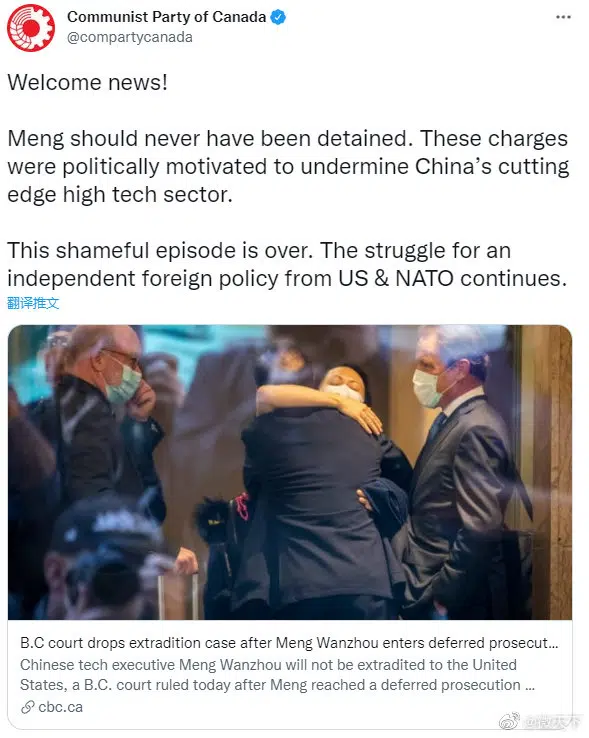 Communist Party of Canada
@compartycanada
Welcome news!
Meng should never have been detained. These charges
were politically motivated to undermine China’s cutting
edge high tech sector.
This shameful episode is over. The struggle for an
independent foreign policy from US & NATO continues.
翻译推文
B.C court drops extradition case after Meng Wanzhou enters deferred prosecut...
Chinese tech executive Meng Wanzhou will not be extradited to the United
States, a B.C. court ruled today after Meng reached a deferred prosecution ...
cbc.ca
@微天下